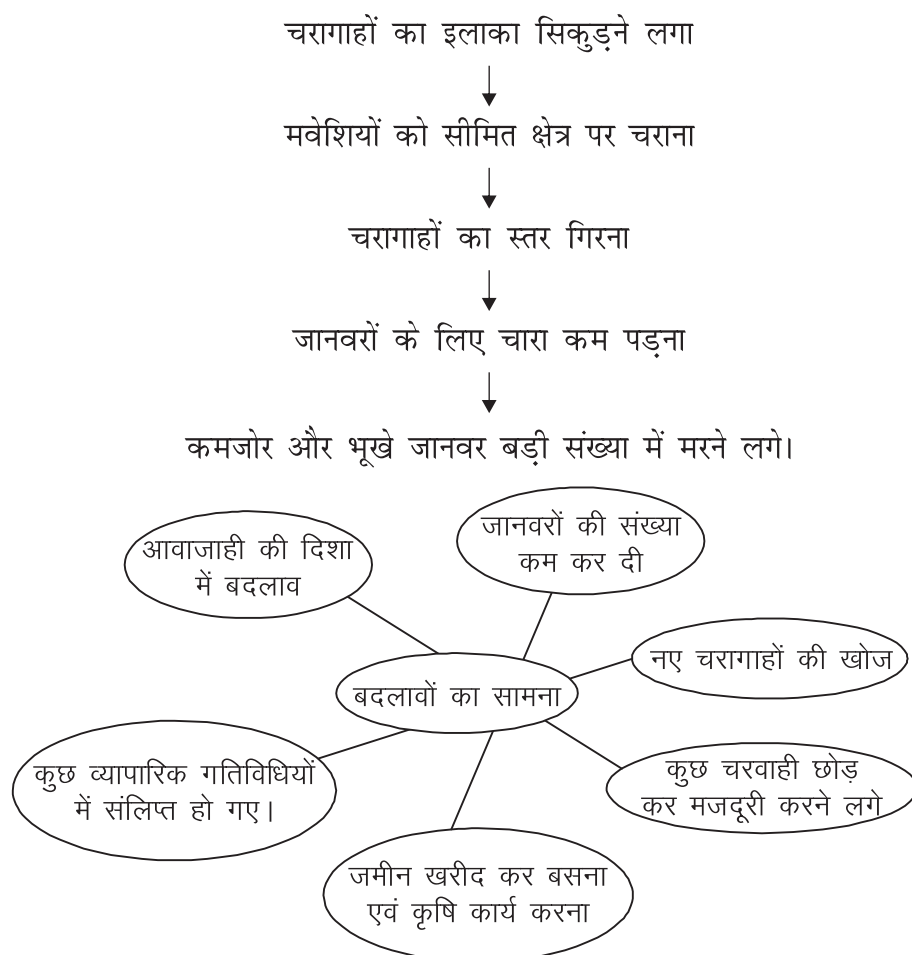 चरागाहों का इलाका सिकुड़ने लगा
मवेशियों को सीमित क्षेत्र पर चराना
चरागाहों का स्तर गिरना
जानवरों के लिए चारा कम पड़ना
कमजोर और भूखे जानवर बड़ी संख्या में मरने लगे।
आवाजाही की दिशा
में बदलाव
जानवरों की संख्या
कम कर दी
नए चरागाहों की खोज
बदलावों का सामना
कुछ व्यापारिक गतिविधियों
में संलिप्त हो गए।
कुछ चरवाही छोड़
कर मजदूरी करने लगे
जमीन खरीद कर बसना
एवं कृषि कार्य करना